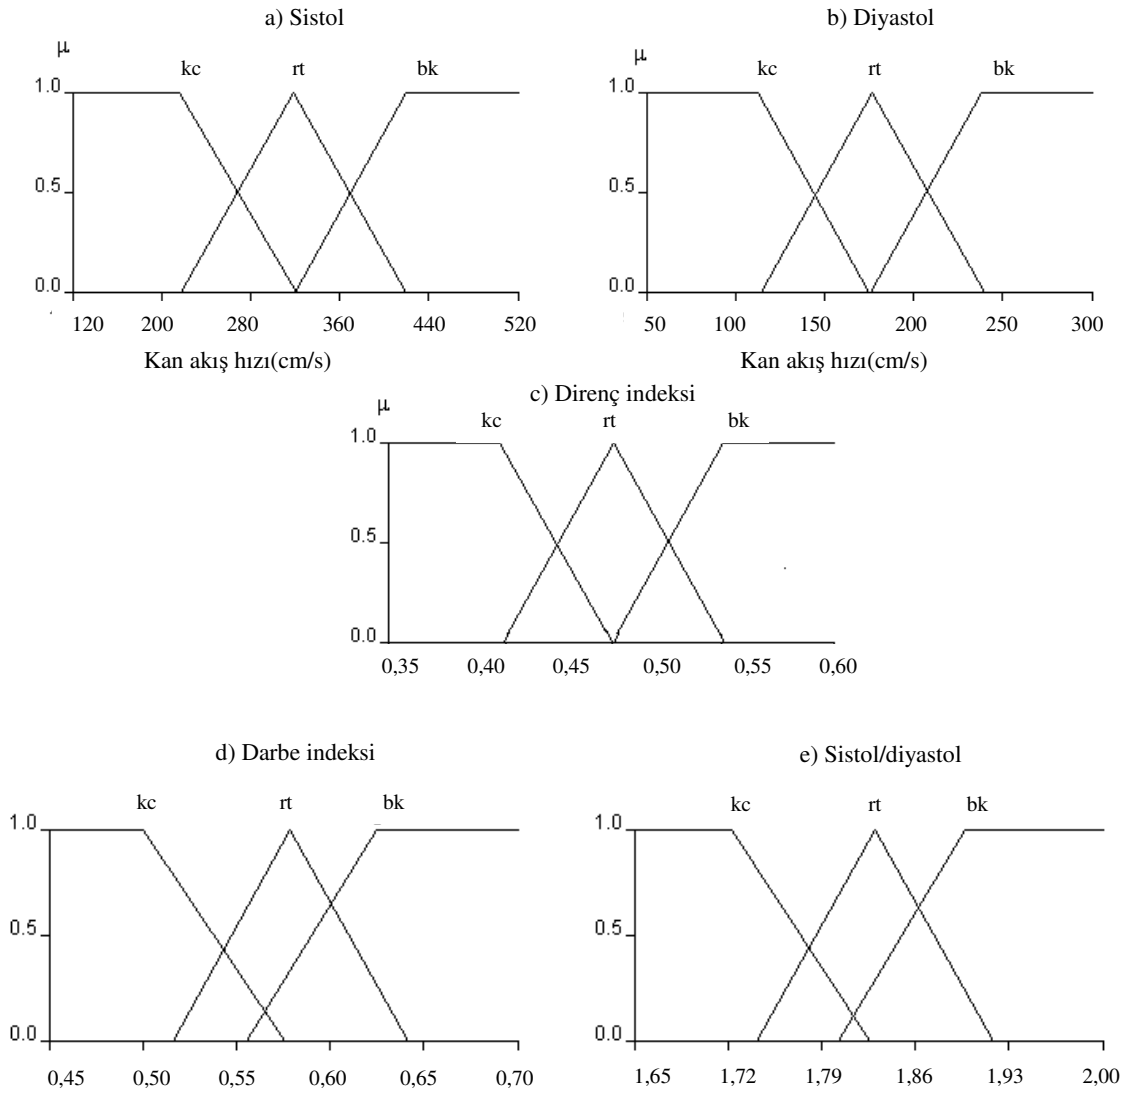 a) Sistol
μ
kc rt bk
1.0
0.5
0.0
120 200 280 360 440 520
Kan akış hızı(cm/s)
b) Diyastol
μ
kc rt bk
1.0
0.5
0.0
50 100 150 200 250 300
Kan akış hızı(cm/s)
c) Direnç indeksi
μ
kc rt bk
1.0
0.5
0.0
0,35 0,40 0,45 0,50 0,55 0,60
d) Darbe indeksi
kc rt bk
1.0
0.5
0.0
0,45 0,50 0,55 0,60 0,65 0,70
e) Sistol/diyastol
kc rt bk
1.0
0.5
0.0
1,65 1,72 1,79 1,86 1,93 2,00